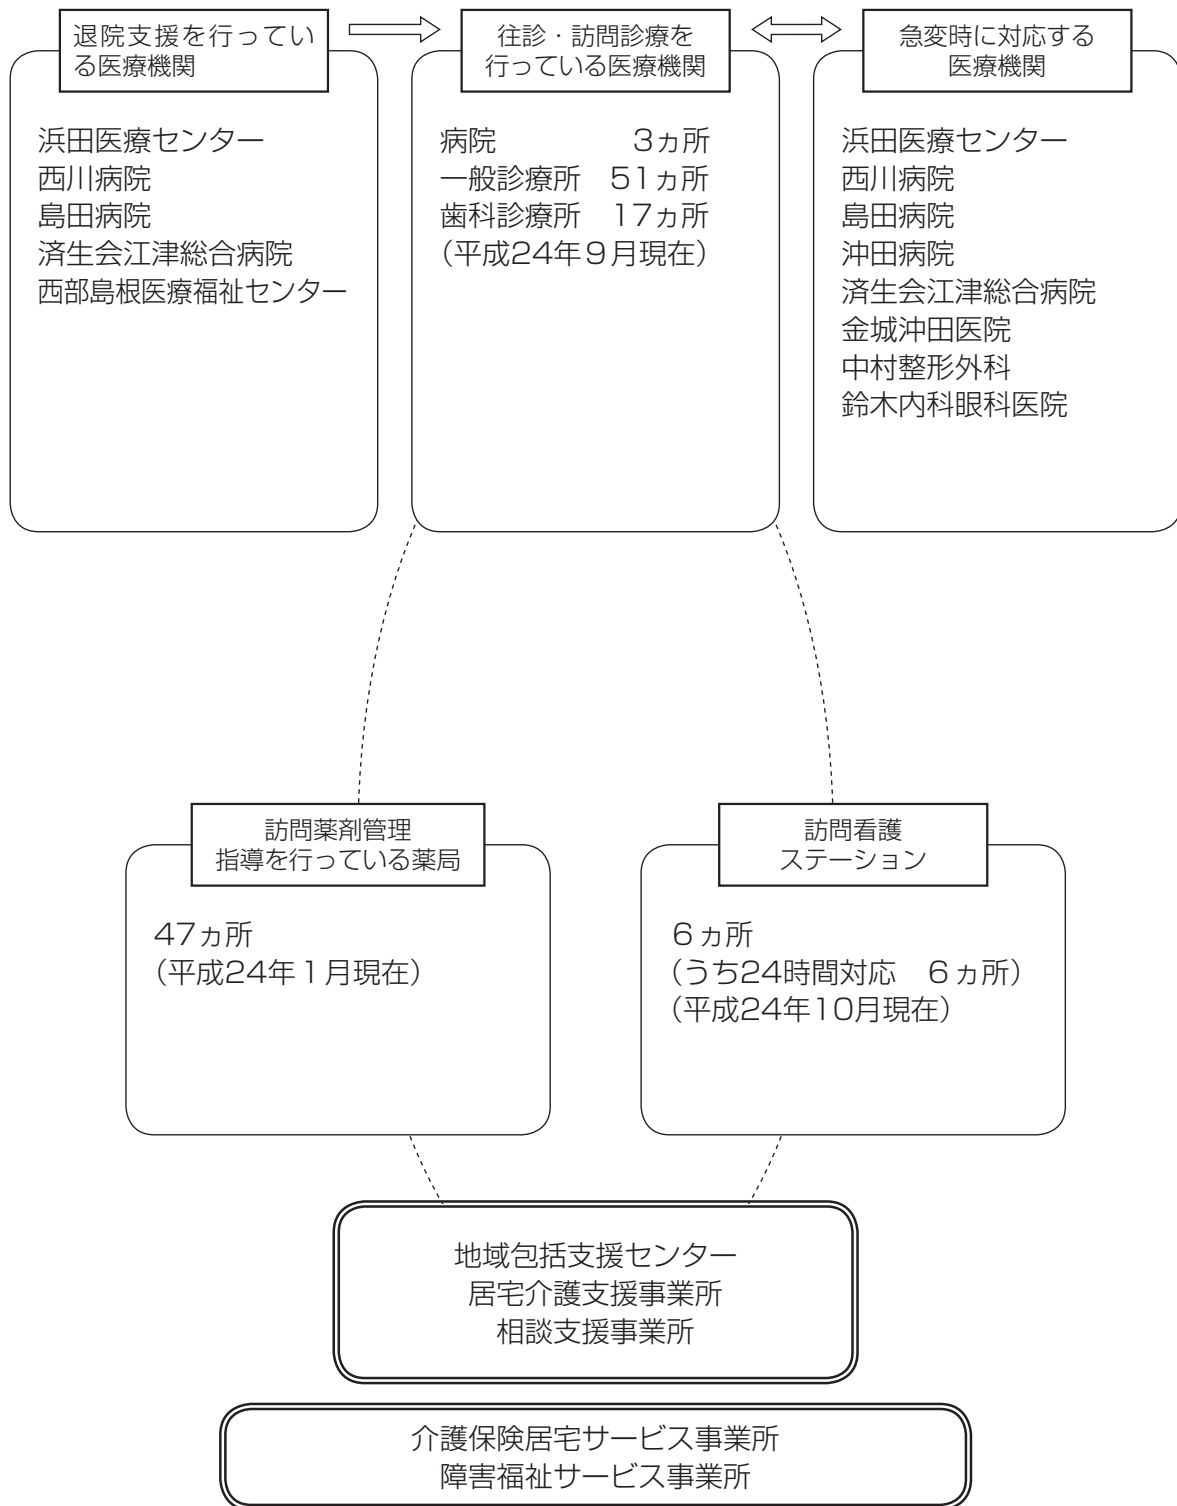 退院支援を行ってい
る医療機関
浜田医療センター
西川病院
島田病院
済生会江津総合病院
西部島根医療福祉センター
往診・訪問診療を
行っている医療機関
病院　　　　　3ヵ所
一般診療所　51ヵ所
歯科診療所　17ヵ所
（平成24年９月現在）
急変時に対応する
医療機関
浜田医療センター
西川病院
島田病院
沖田病院
済生会江津総合病院
金城沖田医院
中村整形外科
鈴木内科眼科医院
訪問薬剤管理
指導を行っている薬局
47ヵ所
（平成24年１月現在）
訪問看護
ステーション
６ヵ所
（うち24時間対応　６ヵ所）
（平成24年10月現在）
地域包括支援センター
居宅介護支援事業所
相談支援事業所
介護保険居宅サービス事業所
障害福祉サービス事業所